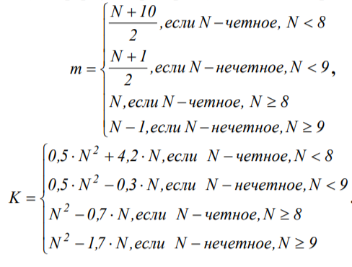 m = { (N + 10)/2 , если N – четное, N < 8
(N + 1)/2 , если N – нечетное, N < 9 ,
N, если N – четное, N ≥ 8
N – 1, если N – нечетное, N ≥ 9
K = { 0,5 · N² + 4,2 · N, если N – четное, N < 8
0,5 · N² – 0,3 · N, если N – нечетное, N < 9
N² – 0,7 · N, если N – четное, N ≥ 8
N² – 1,7 · N, если N – нечетное, N ≥ 9 .